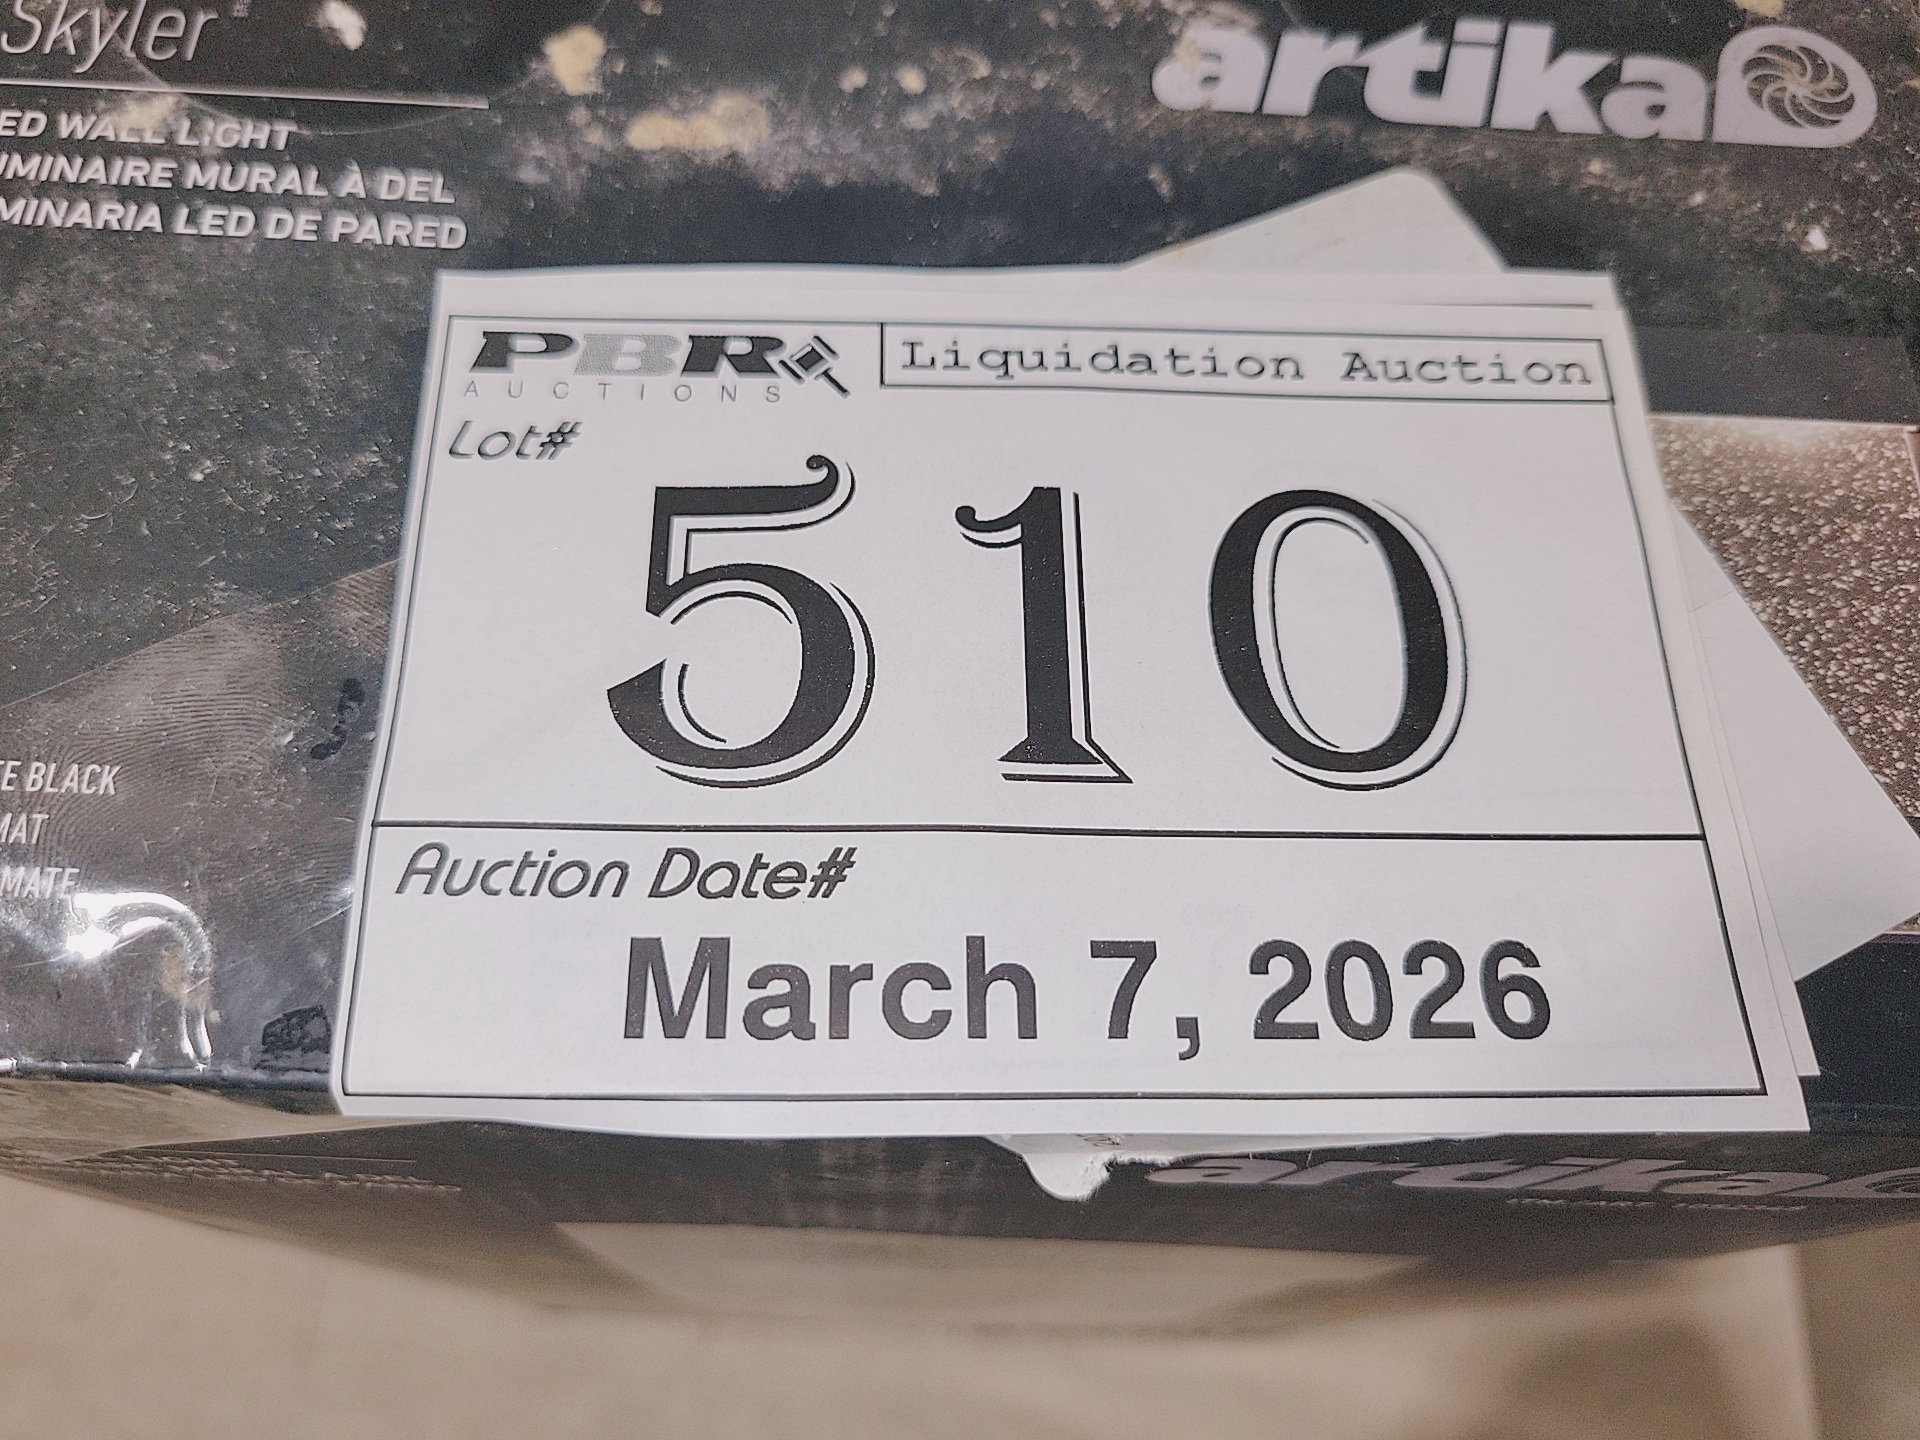 Skyler
artika
ED WALL LIGHT
UMINAIRE MURAL À DEL
MINARIA LED DE PARED
PBR
AUCTIONS
Liquidation Auction
Lot#
510
E BLACK
MAT
MATE
Auction Date#
March 7, 2026
artika